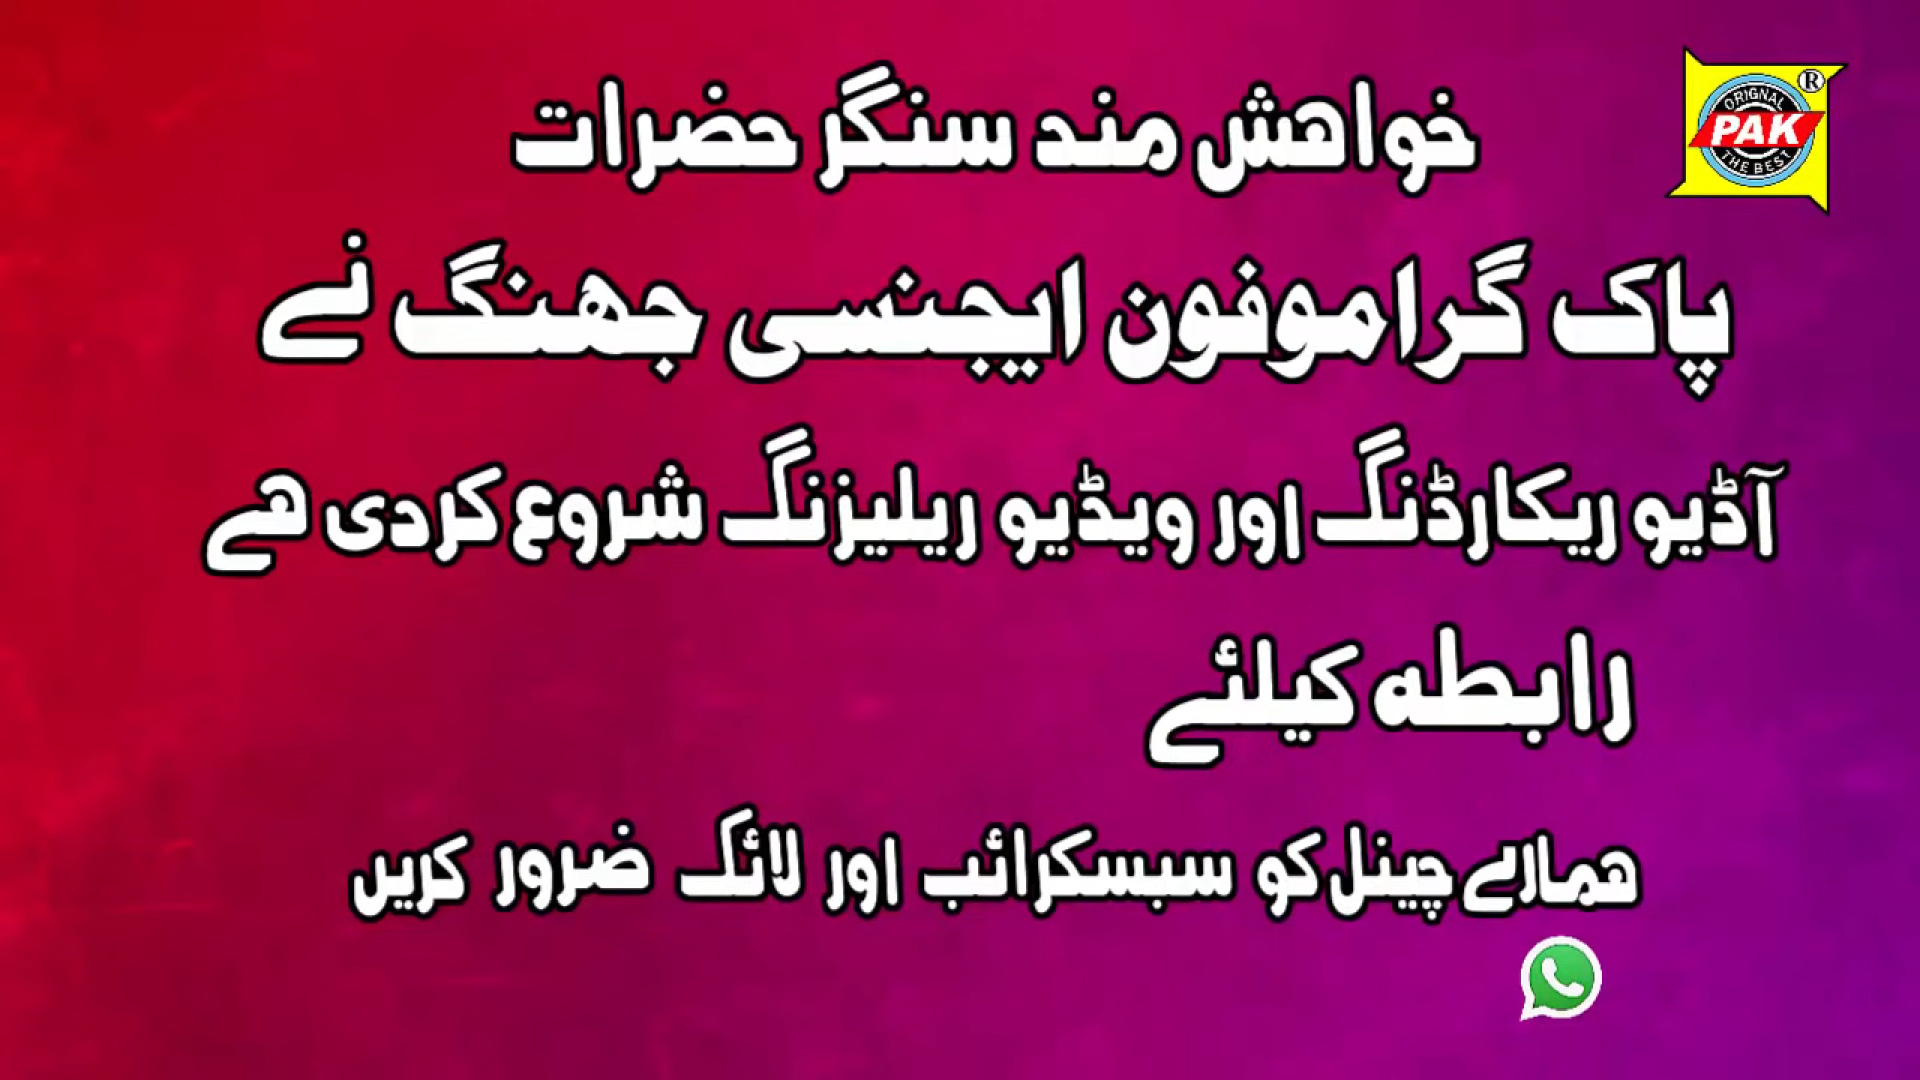 خواهش مند سنگر حضرات
ORIGNAL
PAK ®
THE BEST
پاک گراموفون ایجنسی جھنگ نے
آڈیو ریکارڈنگ اور ویڈیو ریلیزنگ شروع کردی ھے
رابطہ کیلئے
ھمارے چینل کو سبسکرائب اور لائک ضرور کریں